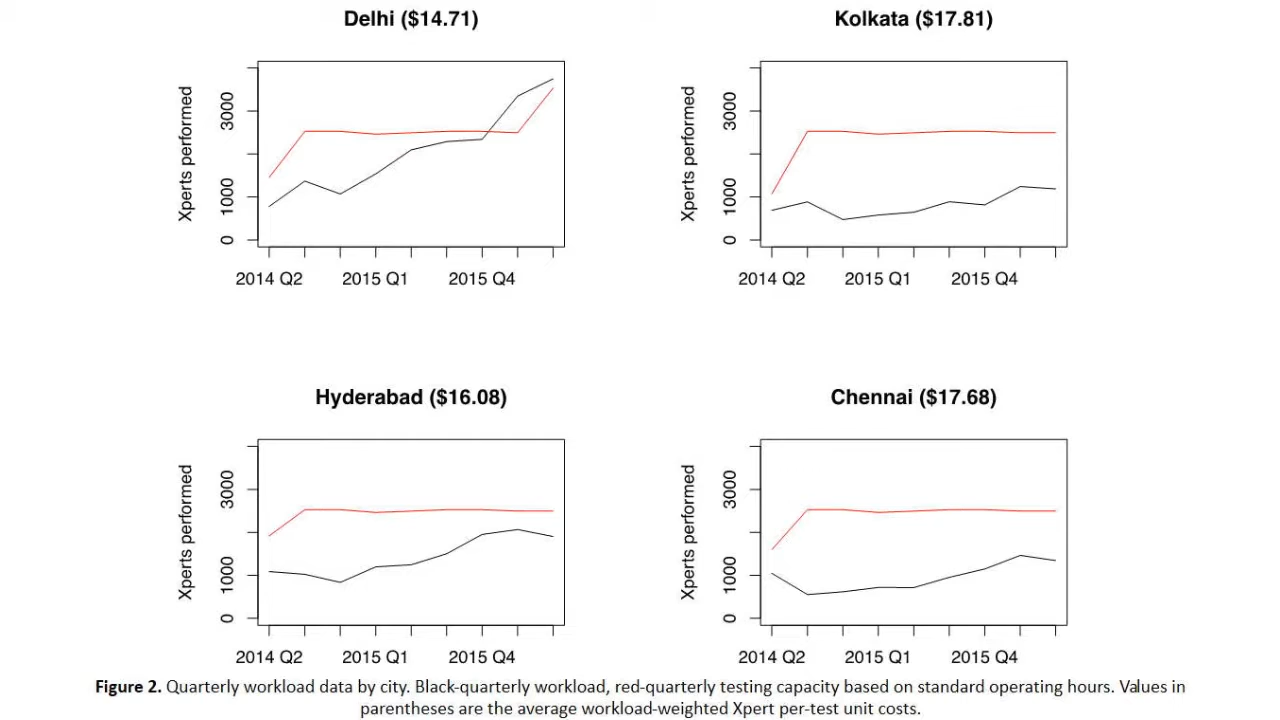 Delhi ($14.71)
Xperts performed
3000
1000
0
2014 Q2
2015 Q1
2015 Q4
Kolkata ($17.81)
Xperts performed
3000
1000
0
2014 Q2
2015 Q1
2015 Q4
Hyderabad ($16.08)
Xperts performed
3000
1000
0
2014 Q2
2015 Q1
2015 Q4
Chennai ($17.68)
Xperts performed
3000
1000
0
2014 Q2
2015 Q1
2015 Q4
Figure 2. Quarterly workload data by city. Black-quarterly workload, red-quarterly testing capacity based on standard operating hours. Values in
parentheses are the average workload-weighted Xpert per-test unit costs.